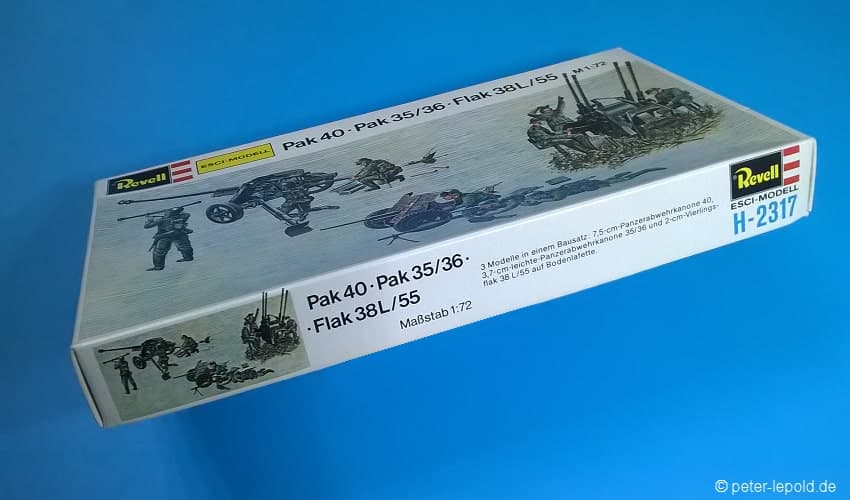 Revell
ESCI-MODELL
Pak 40 · Pak 35/36 · Flak 38L/55
M 1:72
Pak 40 · Pak 35/36 ·
· Flak 38L/55
Maßstab 1:72
3 Modelle in einem Bausatz: 7,5-cm-Panzerabwehrkanone 40,
3,7-cm-leichte-Panzerabwehrkanone 35/36 und 2-cm-Vierlings-
flak 38 L/55 auf Bodenlafette.
Revell
ESCI-MODELL
H-2317
© peter-lepold.de